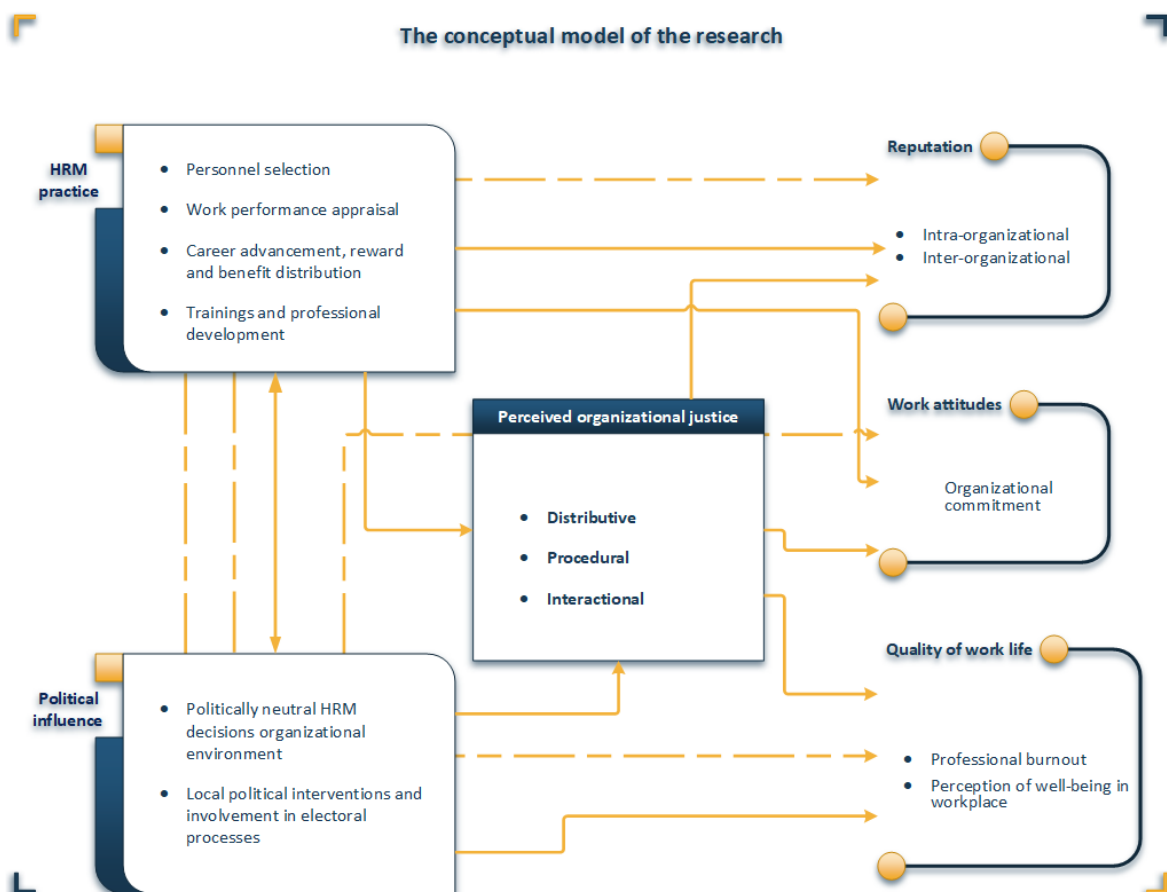 The conceptual model of the research
HRM
practice
Personnel selection
Work performance appraisal
Career advancement, reward
and benefit distribution
Trainings and professional
development
Reputation
Intra-organizational
Inter-organizational
Perceived organizational justice
Distributive
Procedural
Interactional
Work attitudes
Organizational
commitment
Political
influence
Politically neutral HRM
decisions organizational
environment
Local political interventions and
involvement in electoral
processes
Quality of work life
Professional burnout
Perception of well-being in
workplace